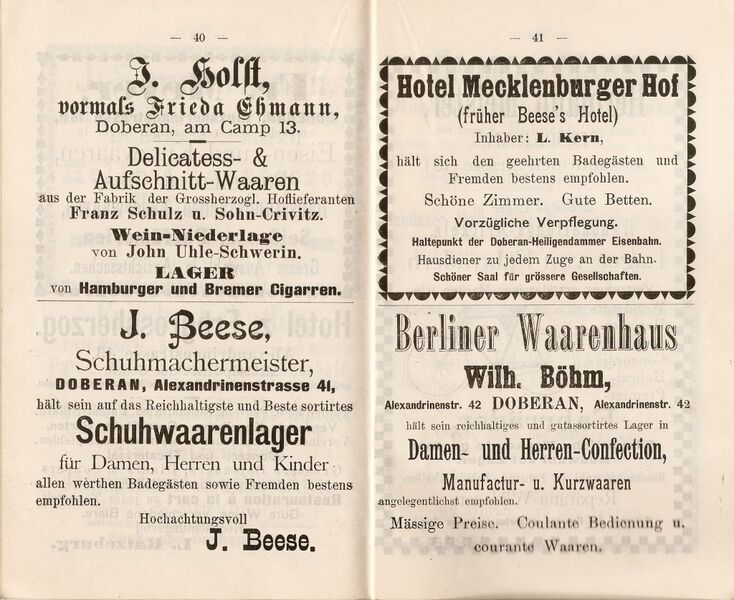 — 40 —
J. Holst,
vormals Frieda Ehmann,
Doberan, am Camp 13.
Delicatess- &
Aufschnitt-Waaren
aus der Fabrik der Grossherzogl. Hoflieferanten
Franz Schulz u. Sohn-Crivitz.
Wein-Niederlage
von John Uhle-Schwerin.
LAGER
von Hamburger und Bremer Cigarren.
J. Beese,
Schuhmachermeister,
DOBERAN, Alexandrinenstrasse 41,
hält sein auf das Reichhaltigste und Beste sortirtes
Schuhwaarenlager
für Damen, Herren und Kinder
allen werthen Badegästen sowie Fremden bestens
empfohlen.
Hochachtungsvoll
J. Beese.
— 41 —
Hotel Mecklenburger Hof
(früher Beese's Hotel)
Inhaber: L. Kern,
hält sich den geehrten Badegästen und
Fremden bestens empfohlen.
Schöne Zimmer. Gute Betten.
Vorzügliche Verpflegung.
Haltepunkt der Doberan-Heiligendammer Eisenbahn.
Hausdiener zu jedem Zuge an der Bahn.
Schöner Saal für grössere Gesellschaften.
Berliner Waarenhaus
Wilh. Böhm,
Alexandrinenstr. 42 DOBERAN, Alexandrinenstr. 42
hält sein reichhaltiges und gutassortirtes Lager in
Damen- und Herren-Confection,
Manufactur- u. Kurzwaaren
angelegentlichst empfohlen.
Mässige Preise. Coulante Bedienung u.
courante Waaren.